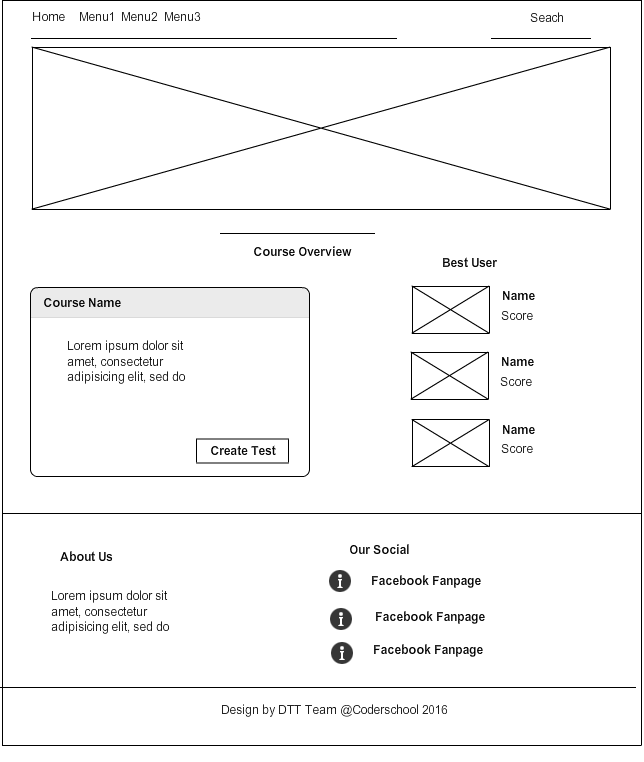 Home Menu1 Menu2 Menu3
Seach
Course Overview
Best User
Course Name
Lorem ipsum dolor sit
amet, consectetur
adipisicing elit, sed do
Create Test
Name
Score
Name
Score
Name
Score
About Us
Lorem ipsum dolor sit
amet, consectetur
adipisicing elit, sed do
Our Social
Facebook Fanpage
Facebook Fanpage
Facebook Fanpage
Design by DTT Team @Coderschool 2016